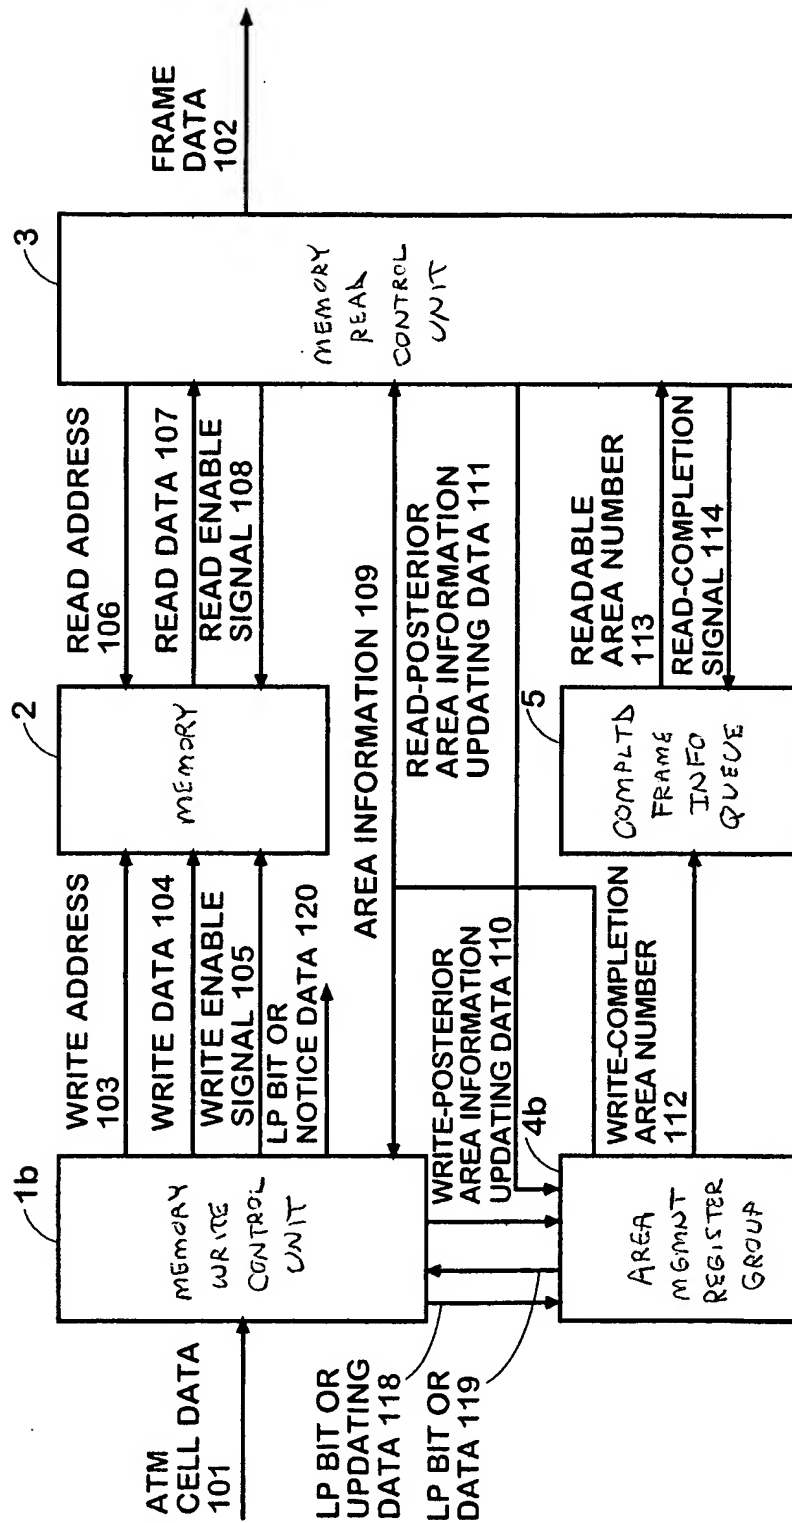 ATM
CELL DATA
101
1b
MEMORY
WRITE
CONTROL
UNIT
WRITE ADDRESS
103
WRITE DATA 104
WRITE ENABLE
SIGNAL 105
LP BIT OR
NOTICE DATA 120
2
MEMORY
READ ADDRESS
106
READ DATA 107
READ ENABLE
SIGNAL 108
3
MEMORY
READ
CONTROL
UNIT
FRAME
DATA
102
AREA INFORMATION 109
WRITE-POSTERIOR
AREA INFORMATION
UPDATING DATA 110
READ-POSTERIOR
AREA INFORMATION
UPDATING DATA 111
LP BIT OR
UPDATING
DATA 118
LP BIT OR
DATA 119
4b
AREA
MGMNT
REGISTER
GROUP
WRITE-COMPLETION
AREA NUMBER
112
5
COMPLTD
FRAME
INFO
QUEUE
READABLE
AREA NUMBER
113
READ-COMPLETION
SIGNAL 114